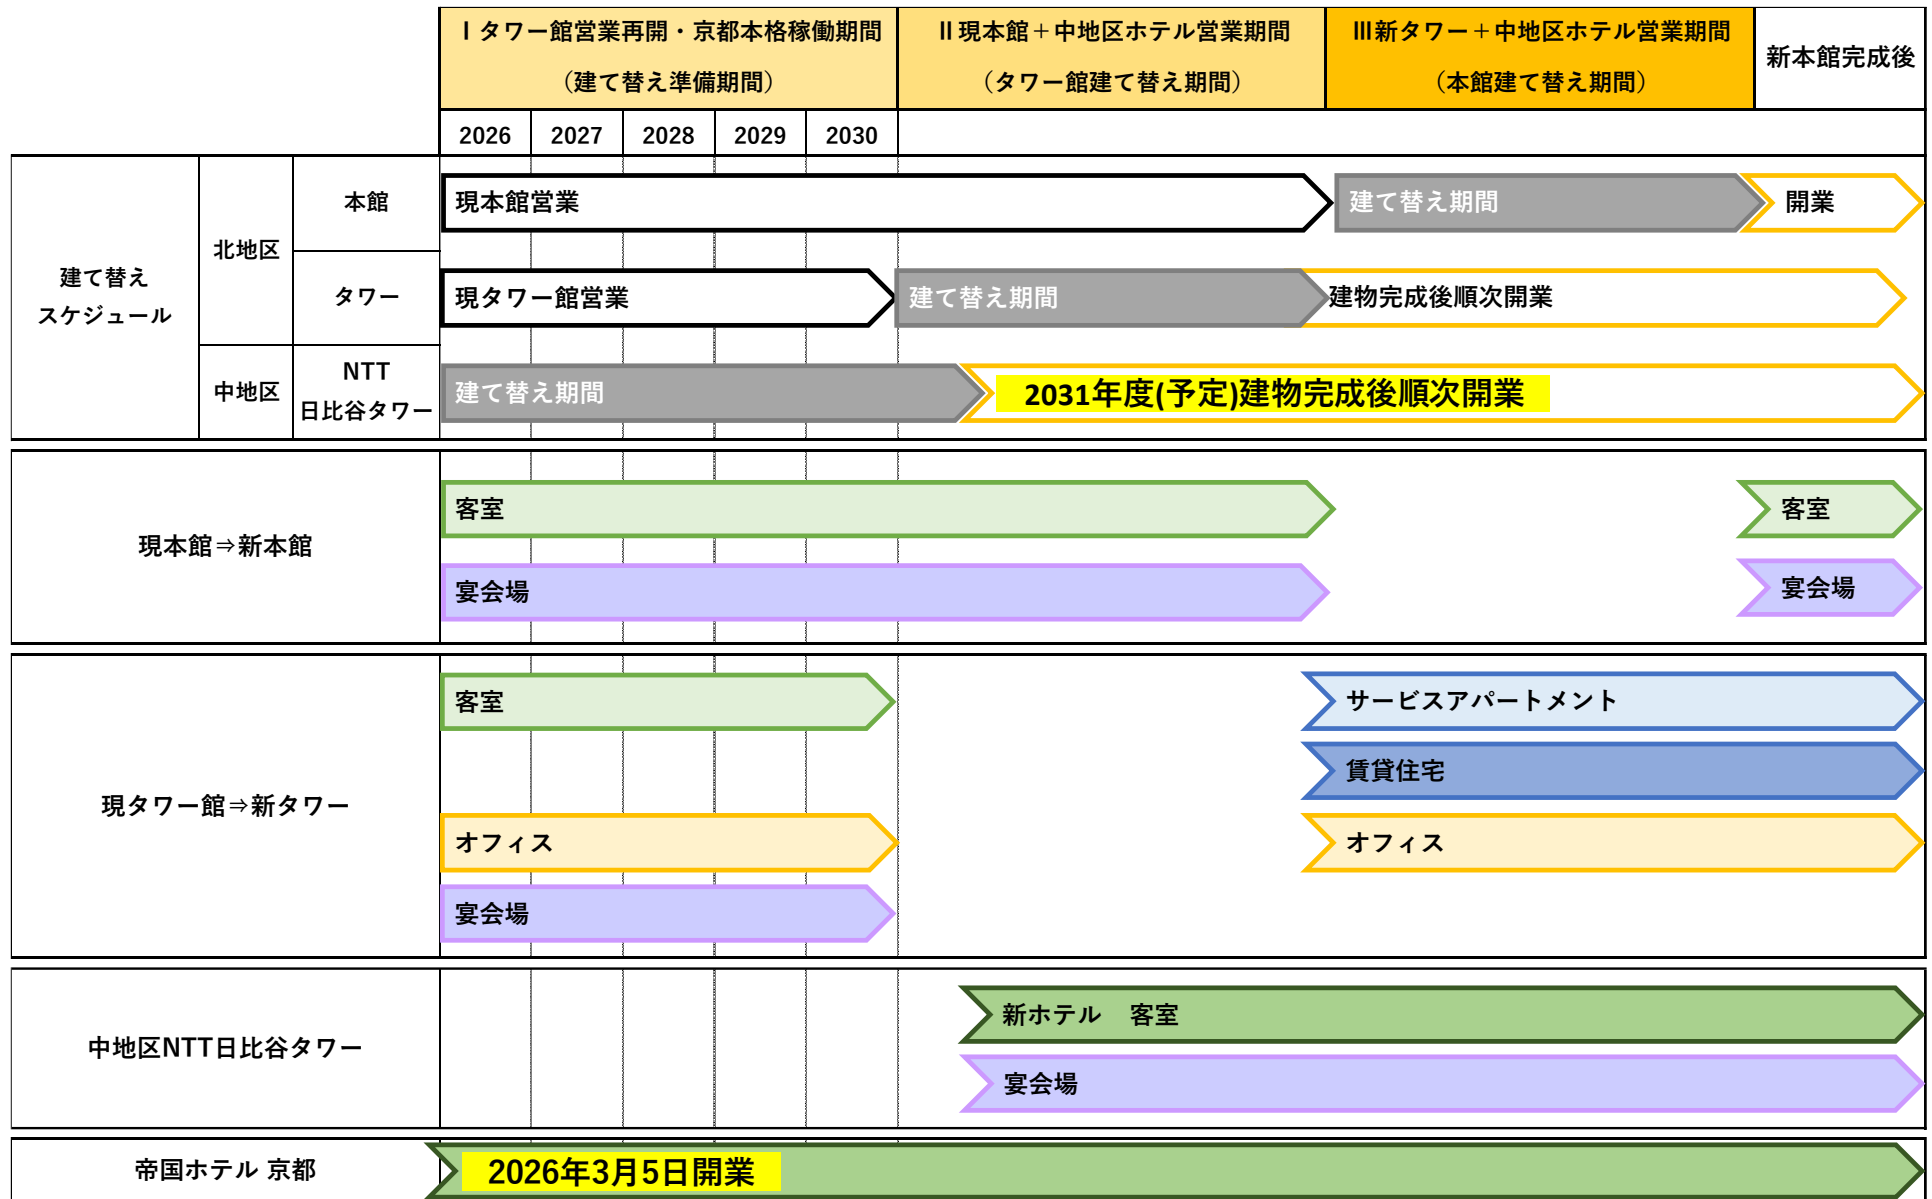 Ⅰタワー館営業再開・京都本格稼働期間
（建て替え準備期間）
Ⅱ現本館＋中地区ホテル営業期間
（タワー館建て替え期間）
Ⅲ新タワー＋中地区ホテル営業期間
（本館建て替え期間）
新本館完成後
2026 2027 2028 2029 2030
建て替え
スケジュール
北地区
本館
現本館営業
建て替え期間
開業
タワー
現タワー館営業
建て替え期間
建物完成後順次開業
中地区
NTT
日比谷タワー
建て替え期間
2031年度(予定)建物完成後順次開業
現本館⇒新本館
客室
客室
宴会場
宴会場
現タワー館⇒新タワー
客室
サービスアパートメント
賃貸住宅
オフィス
オフィス
宴会場
中地区NTT日比谷タワー
新ホテル　客室
宴会場
帝国ホテル 京都
2026年3月5日開業